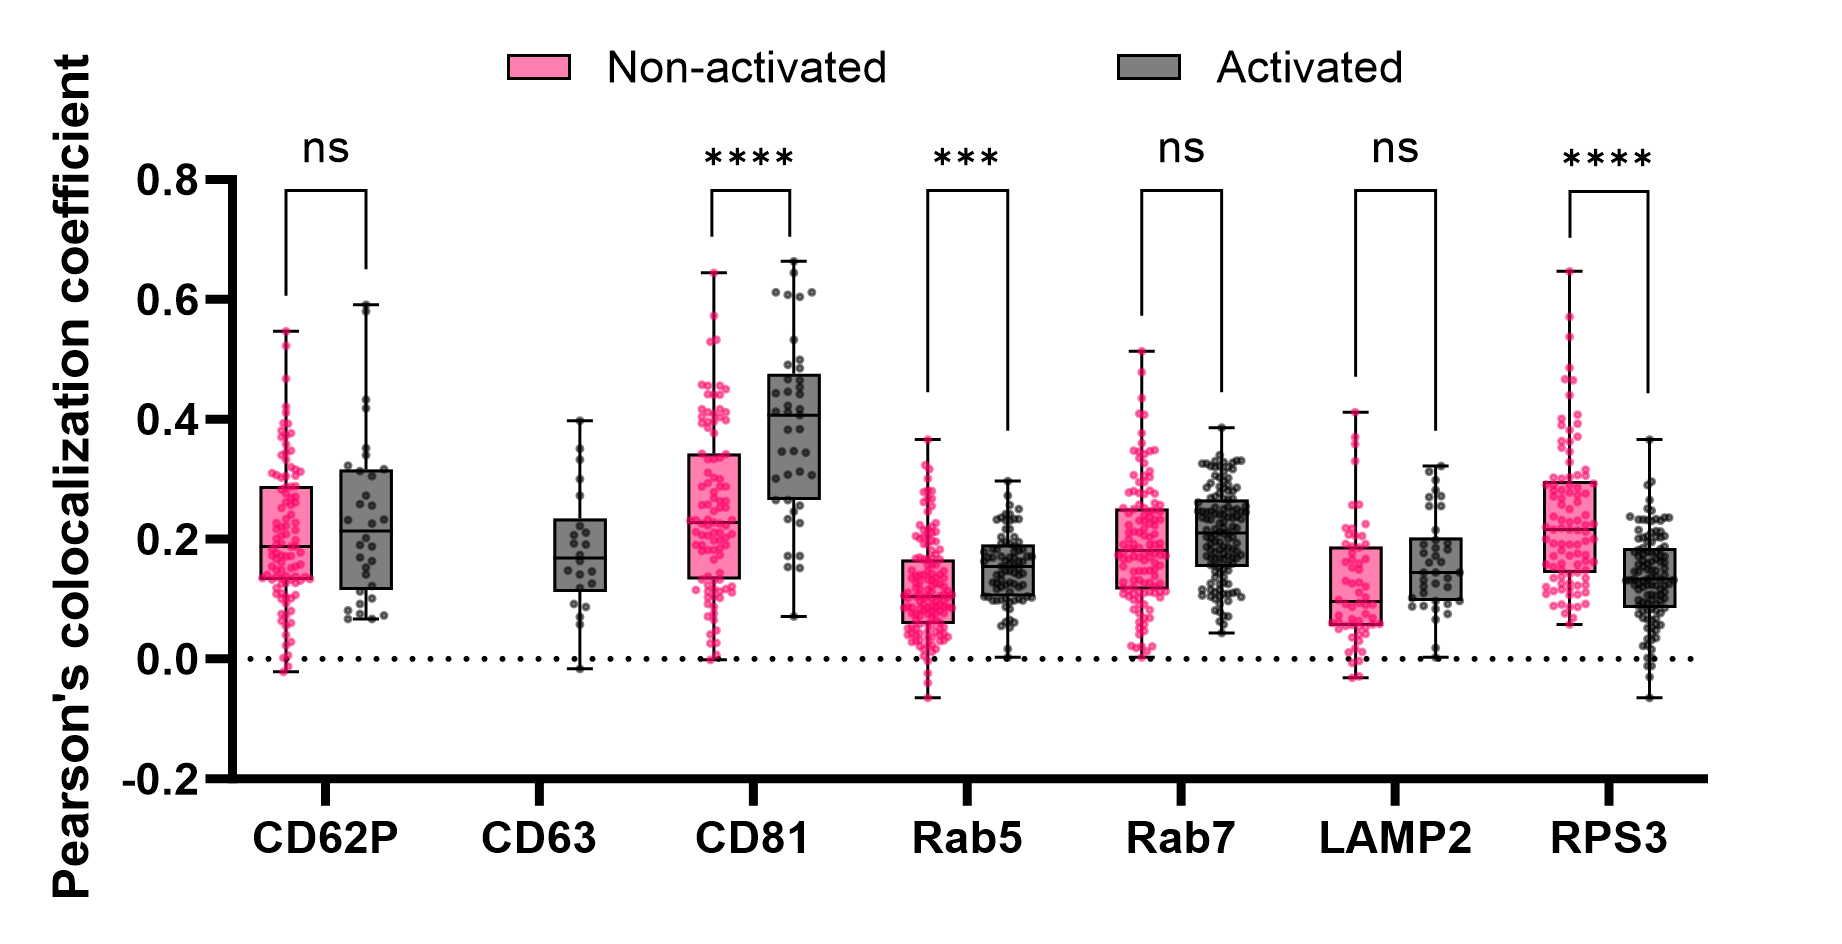 Non-activated
Activated
Pearson's colocalization coefficient
ns
****
***
ns
ns
****
0.8
0.6
0.4
0.2
0.0
-0.2
CD62P
CD63
CD81
Rab5
Rab7
LAMP2
RPS3